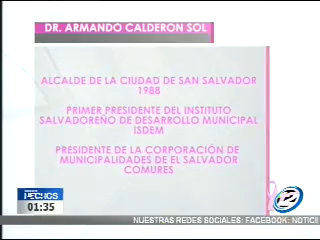 DR. ARMANDO CALDERON SOL
ALCALDE DE LA CIUDAD DE SAN SALVADOR
1988
PRIMER PRESIDENTE DEL INSTITUTO
SALVADOREÑO DE DESARROLLO MUNICIPAL
ISDEM
PRESIDENTE DE LA CORPORACIÓN DE
MUNICIPALIDADES DE EL SALVADOR
COMURES
HECHOS
01:35
NUESTRAS REDES SOCIALES: FACEBOOK: NOTICI